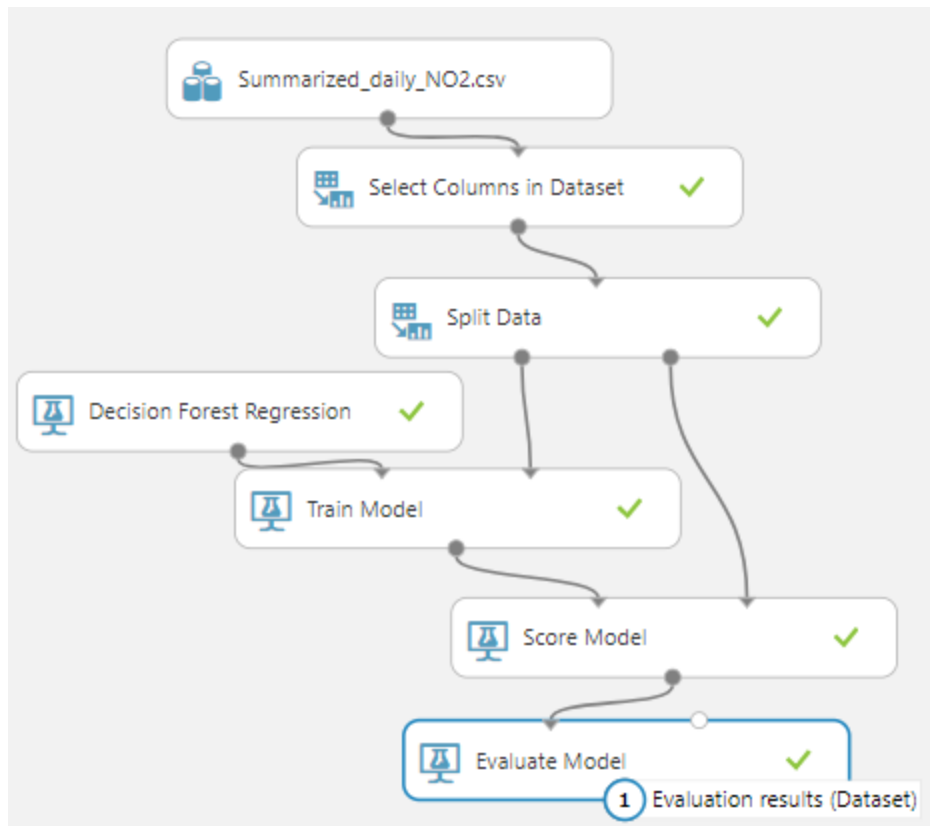 Summarized_daily_NO2.csv
Select Columns in Dataset
Split Data
Decision Forest Regression
Train Model
Score Model
Evaluate Model
1 Evaluation results (Dataset)